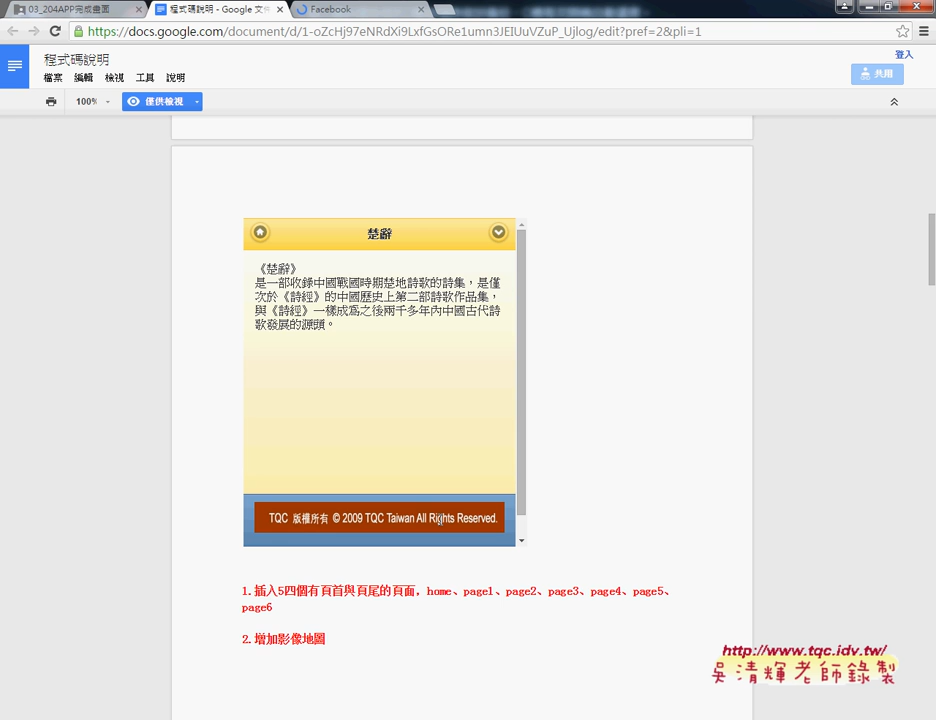 03_204APP完成畫面
程式碼說明 - Google 文件
Facebook
https://docs.google.com/document/d/1-oZcHj97eNRdXi9LxfGsORe1umn3JEIUuVZuP_Ujlog/edit?pref=2&pli=1
程式碼說明
登入
檔案 編輯 檢視 工具 說明
共用
100%
僅供檢視
楚辭
《楚辭》
是一部收錄中國戰國時期楚地詩歌的詩集，是僅
次於《詩經》的中國歷史上第二部詩歌作品集，
與《詩經》一樣成為之後兩千多年內中國古代詩
歌發展的源頭。
TQC 版權所有 © 2009 TQC Taiwan All Rights Reserved.
1.插入5四個有頁首與頁尾的頁面，home、page1、page2、page3、page4、page5、
page6
2.增加影像地圖
http://www.tqc.idv.tw/
吳清輝老師錄製